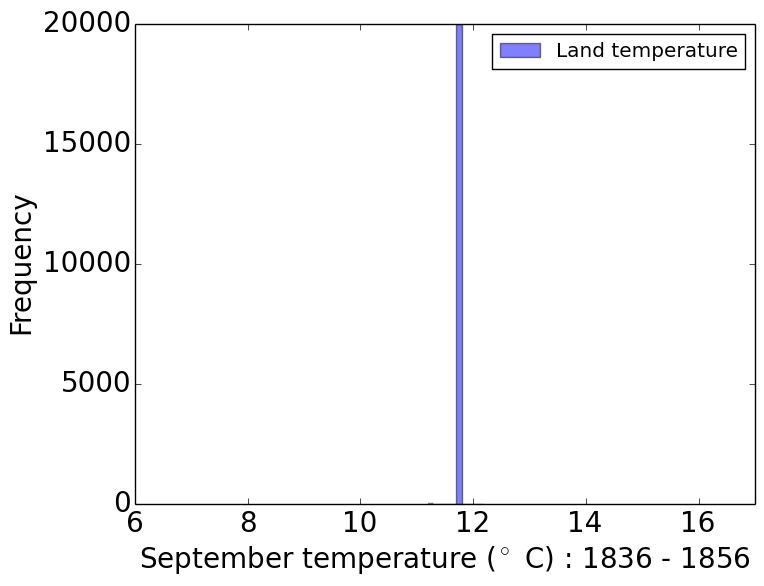 20000
15000
10000
5000
0
Frequency
Land temperature
6 8 10 12 14 16
September temperature (° C) : 1836 - 1856